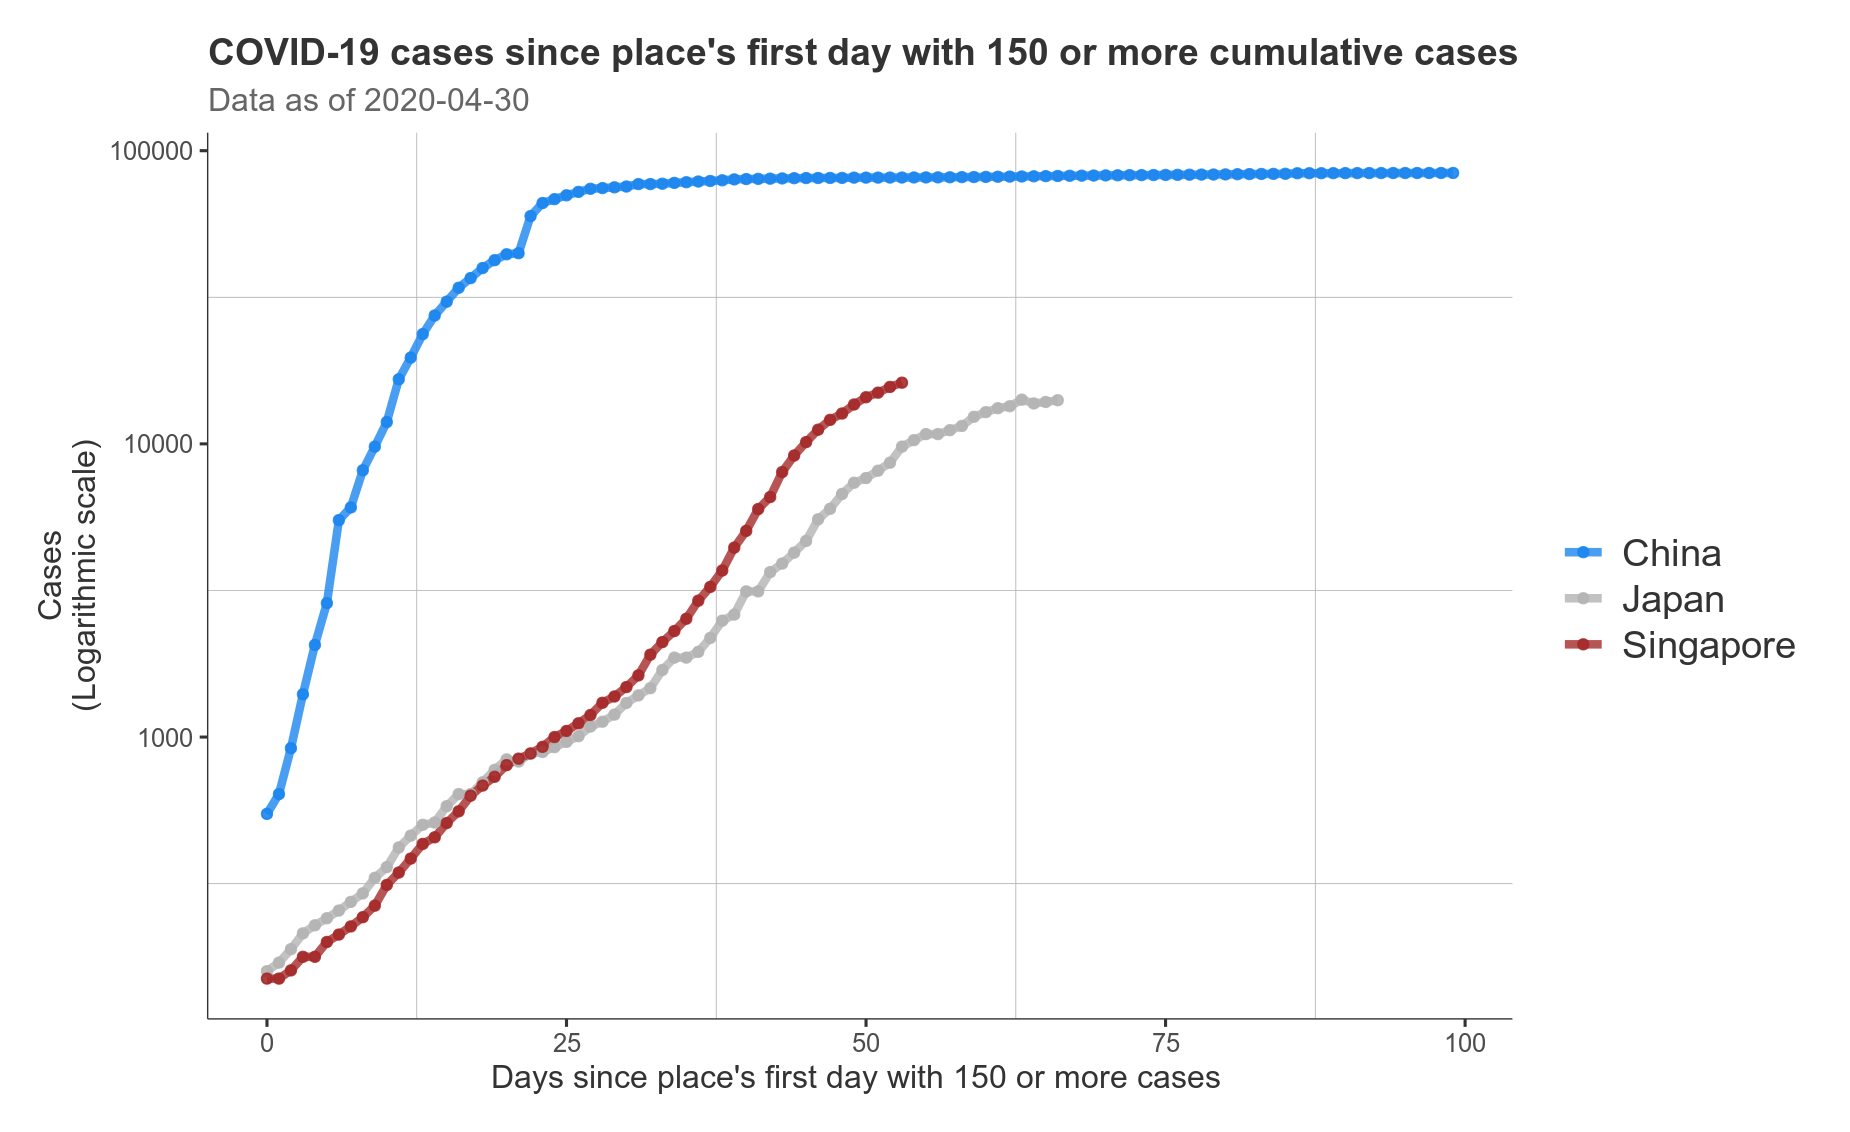 COVID-19 cases since place's first day with 150 or more cumulative cases
Data as of 2020-04-30
100000
10000
1000
Cases
(Logarithmic scale)
0
25
50
75
100
Days since place's first day with 150 or more cases
China
Japan
Singapore